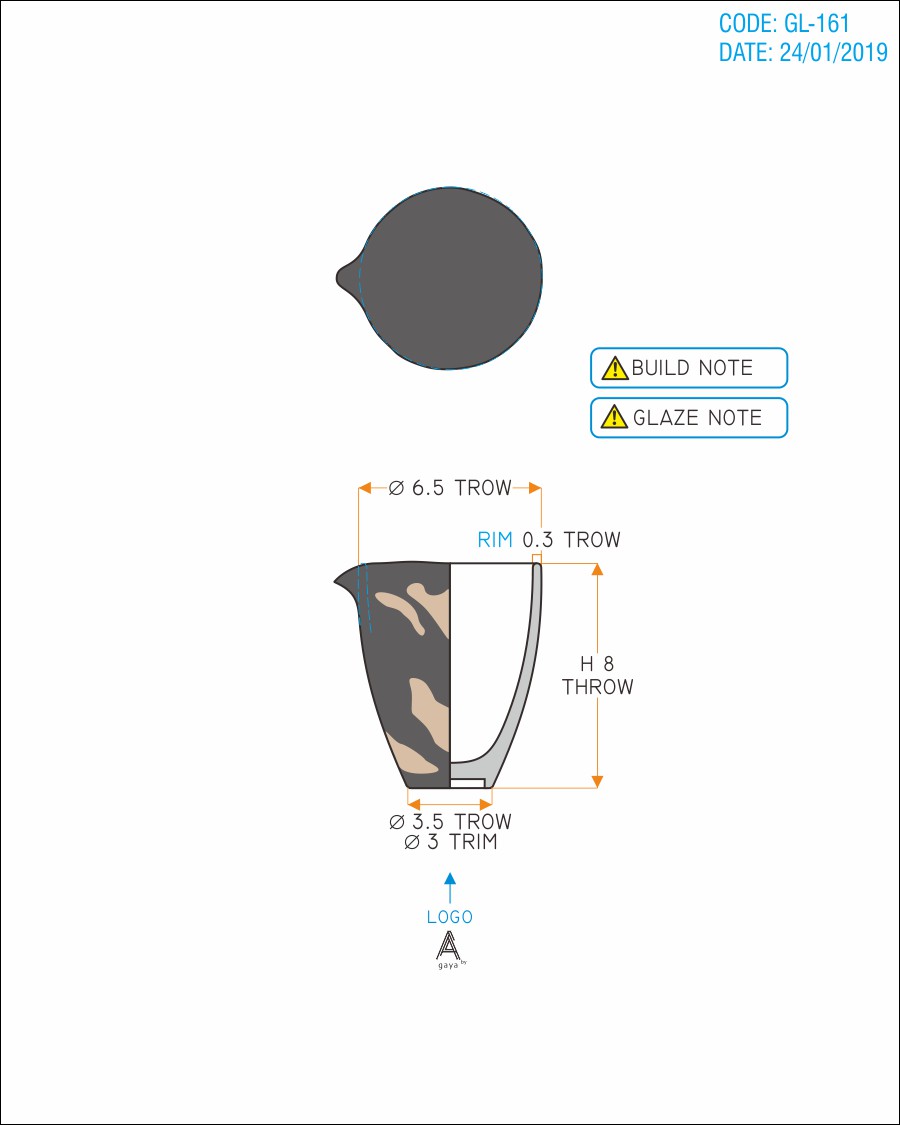 CODE: GL-161
DATE: 24/01/2019
BUILD NOTE
GLAZE NOTE
Ø 6.5 TROW
RIM 0.3 TROW
H 8
THROW
Ø 3.5 TROW
Ø 3 TRIM
LOGO
A
gaya by